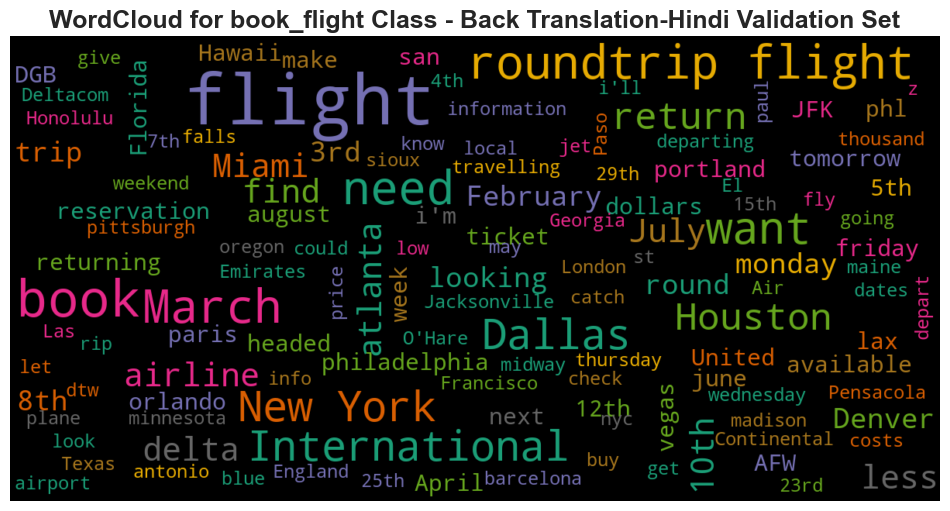 WordCloud for book_flight Class - Back Translation-Hindi Validation Set
give Hawaii make san roundtrip flight
DGB flight 4th i'll z
Deltacom Florida information return paul JFK phl
Honolulu 7th falls know local jet Paso departing thousand
trip Miami 3rd sioux travelling 29th portland tomorrow
weekend find need February El 15th fly 5th
reservation august i'm dollars Georgia going
pittsburgh ticket July want friday
oregon could low may st
returning Emirates looking London round monday maine
book March atlanta week price Jacksonville catch Air dates depart
Las paris O'Hare Dallas Houston
rip headed lax
let airline philadelphia midway thursday United available
8th dtw info Francisco check june wednesday Pensacola
plane orlando New York next 12th vegas
minnesota nyc madison Denver
look delta International 10th Continental costs
Texas buy AFW less
airport antonio blue England 25th April barcelona get 23rd